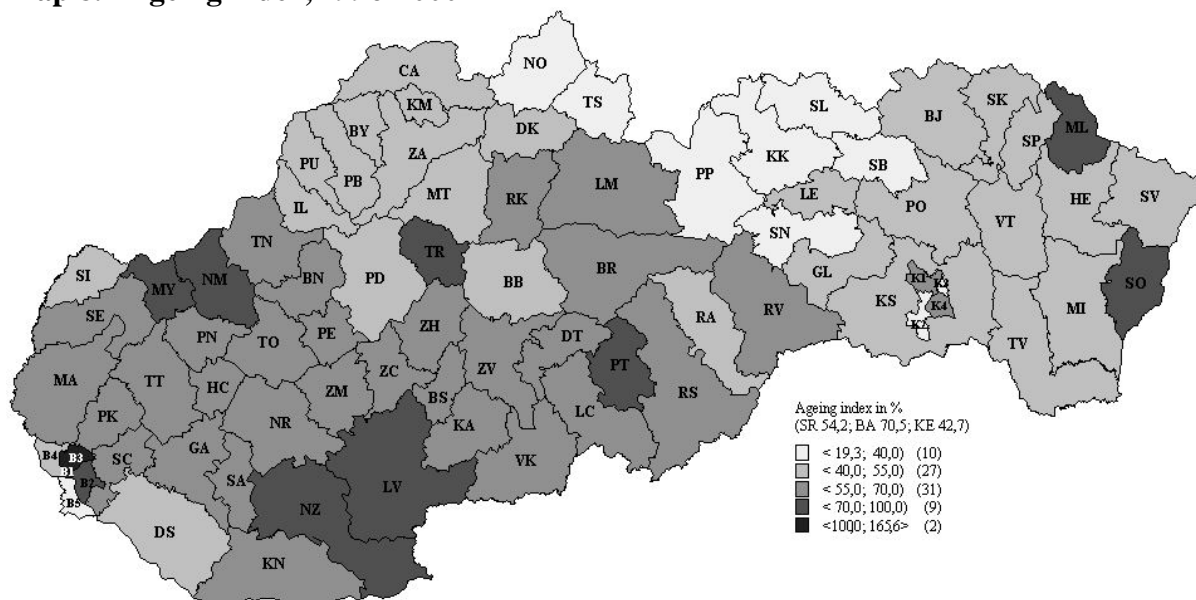 NO
CA
KM
TS
SL
BJ
SK
SP
ML
BY
DK
ZA
KK
SB
PU
PB
MT
RK
LM
PP
LE
PO
HE
SV
IL
VT
TN
TR
SN
SI
MY
NM
BN
PD
BB
BR
GL
K1
K3
SO
SE
KS
K4
K2
MI
PN
TO
PE
ZH
RA
RV
DT
TV
MA
TT
HC
ZM
ZC
ZV
PT
BS
RS
PK
NR
KA
LC
B4
B3
B1
SC
GA
VK
B2
SA
LV
B5
NZ
DS
KN
Ageing index in %
(SR 54,2; BA 70,5; KE 42,7)
< 19,3; 40,0) (10)
< 40,0; 55,0) (27)
< 55,0; 70,0) (31)
< 70,0; 100,0) (9)
<100,0; 165,6> (2)